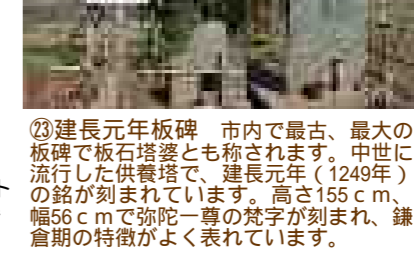 ㉓建長元年板碑　市内で最古、最大の
板碑で板石塔婆とも称されます。中世に
流行した供養塔で、建長元年（1249年）
の銘が刻まれています。高さ155ｃｍ、
幅56ｃｍで弥陀一尊の梵字が刻まれ、鎌
倉期の特徴がよく表れています。